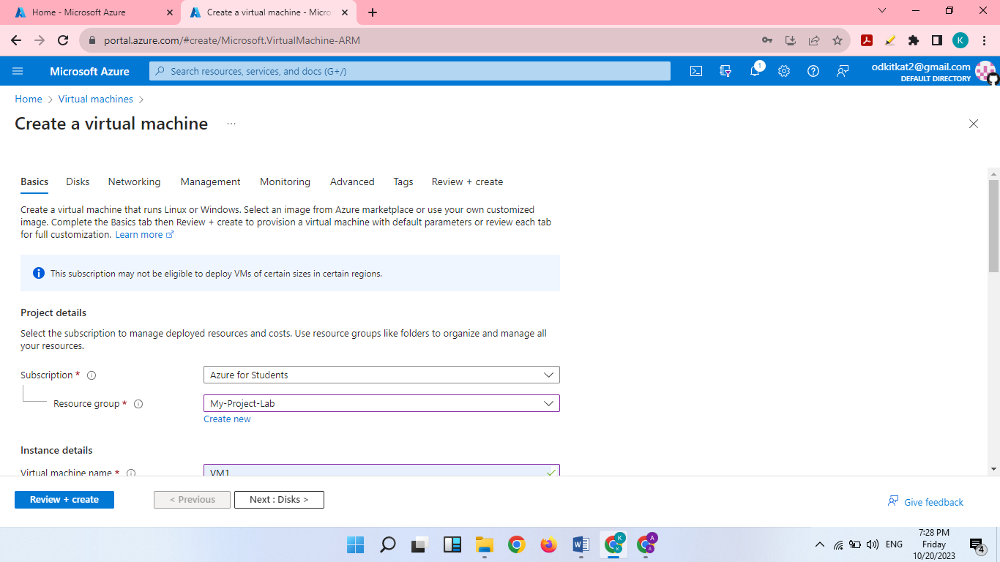 Home - Microsoft Azure
Create a virtual machine - Micros
portal.azure.com/#create/Microsoft.VirtualMachine-ARM
K
Microsoft Azure
Search resources, services, and docs (G+/)
1
odkitkat2@gmail.com
DEFAULT DIRECTORY
Home > Virtual machines >
Create a virtual machine ...
Basics Disks Networking Management Monitoring Advanced Tags Review + create
Create a virtual machine that runs Linux or Windows. Select an image from Azure marketplace or use your own customized
image. Complete the Basics tab then Review + create to provision a virtual machine with default parameters or review each tab
for full customization. Learn more
This subscription may not be eligible to deploy VMs of certain sizes in certain regions.
Project details
Select the subscription to manage deployed resources and costs. Use resource groups like folders to organize and manage all
your resources.
Subscription * Azure for Students
Resource group * My-Project-Lab
Create new
Instance details
Virtual machine name * VM1
Review + create < Previous Next : Disks > Give feedback
K K A A
ENG
7:28 PM
Friday
10/20/2023
4